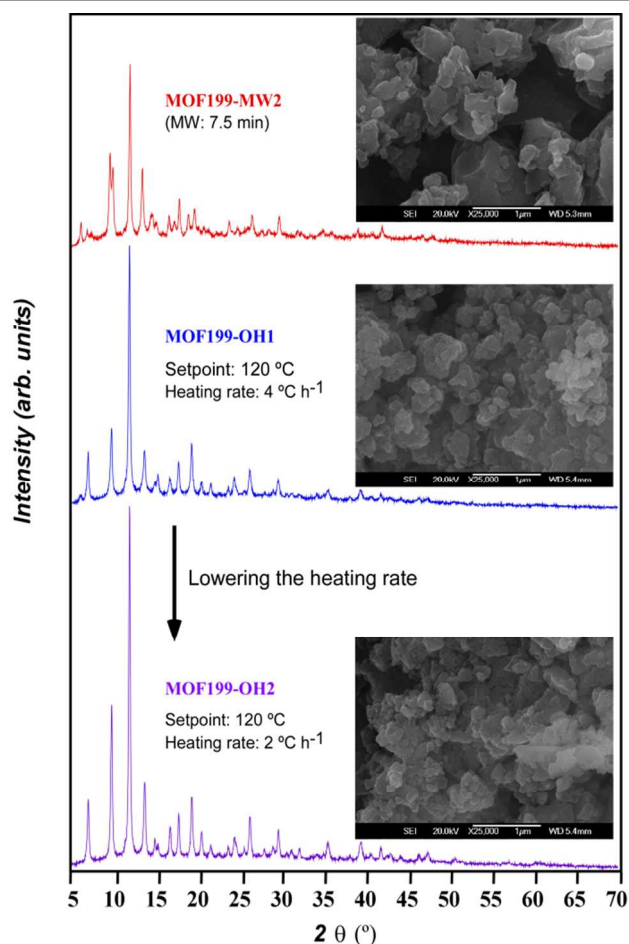 MOF199-MW2
(MW: 7.5 min)
SEI 20.0kV X25,000 1µm WD 5.3mm
Intensity (arb. units)
MOF199-OH1
Setpoint: 120 ºC
Heating rate: 4 ºC h-1
SEI 20.0kV X25,000 1µm WD 5.4mm
Lowering the heating rate
MOF199-OH2
Setpoint: 120 ºC
Heating rate: 2 ºC h-1
SEI 20.0kV X25,000 1µm WD 5.4mm
5 10 15 20 25 30 35 40 45 50 55 60 65 70
2 θ (º)